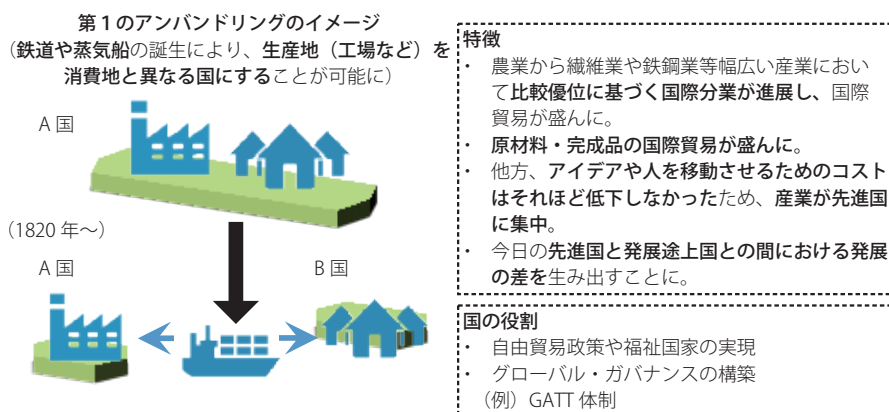 第１のアンバンドリングのイメージ
（鉄道や蒸気船の誕生により、生産地（工場など）を
消費地と異なる国にすることが可能に）
A 国
（1820 年〜）
A 国
B 国
特徴
・ 農業から繊維業や鉄鋼業等幅広い産業におい
て比較優位に基づく国際分業が進展し、国際
貿易が盛んに。
・ 原材料・完成品の国際貿易が盛んに。
・ 他方、アイデアや人を移動させるためのコスト
はそれほど低下しなかったため、産業が先進国
に集中。
・ 今日の先進国と発展途上国との間における発展
の差を生み出すことに。
国の役割
・ 自由貿易政策や福祉国家の実現
・ グローバル・ガバナンスの構築
（例）GATT 体制